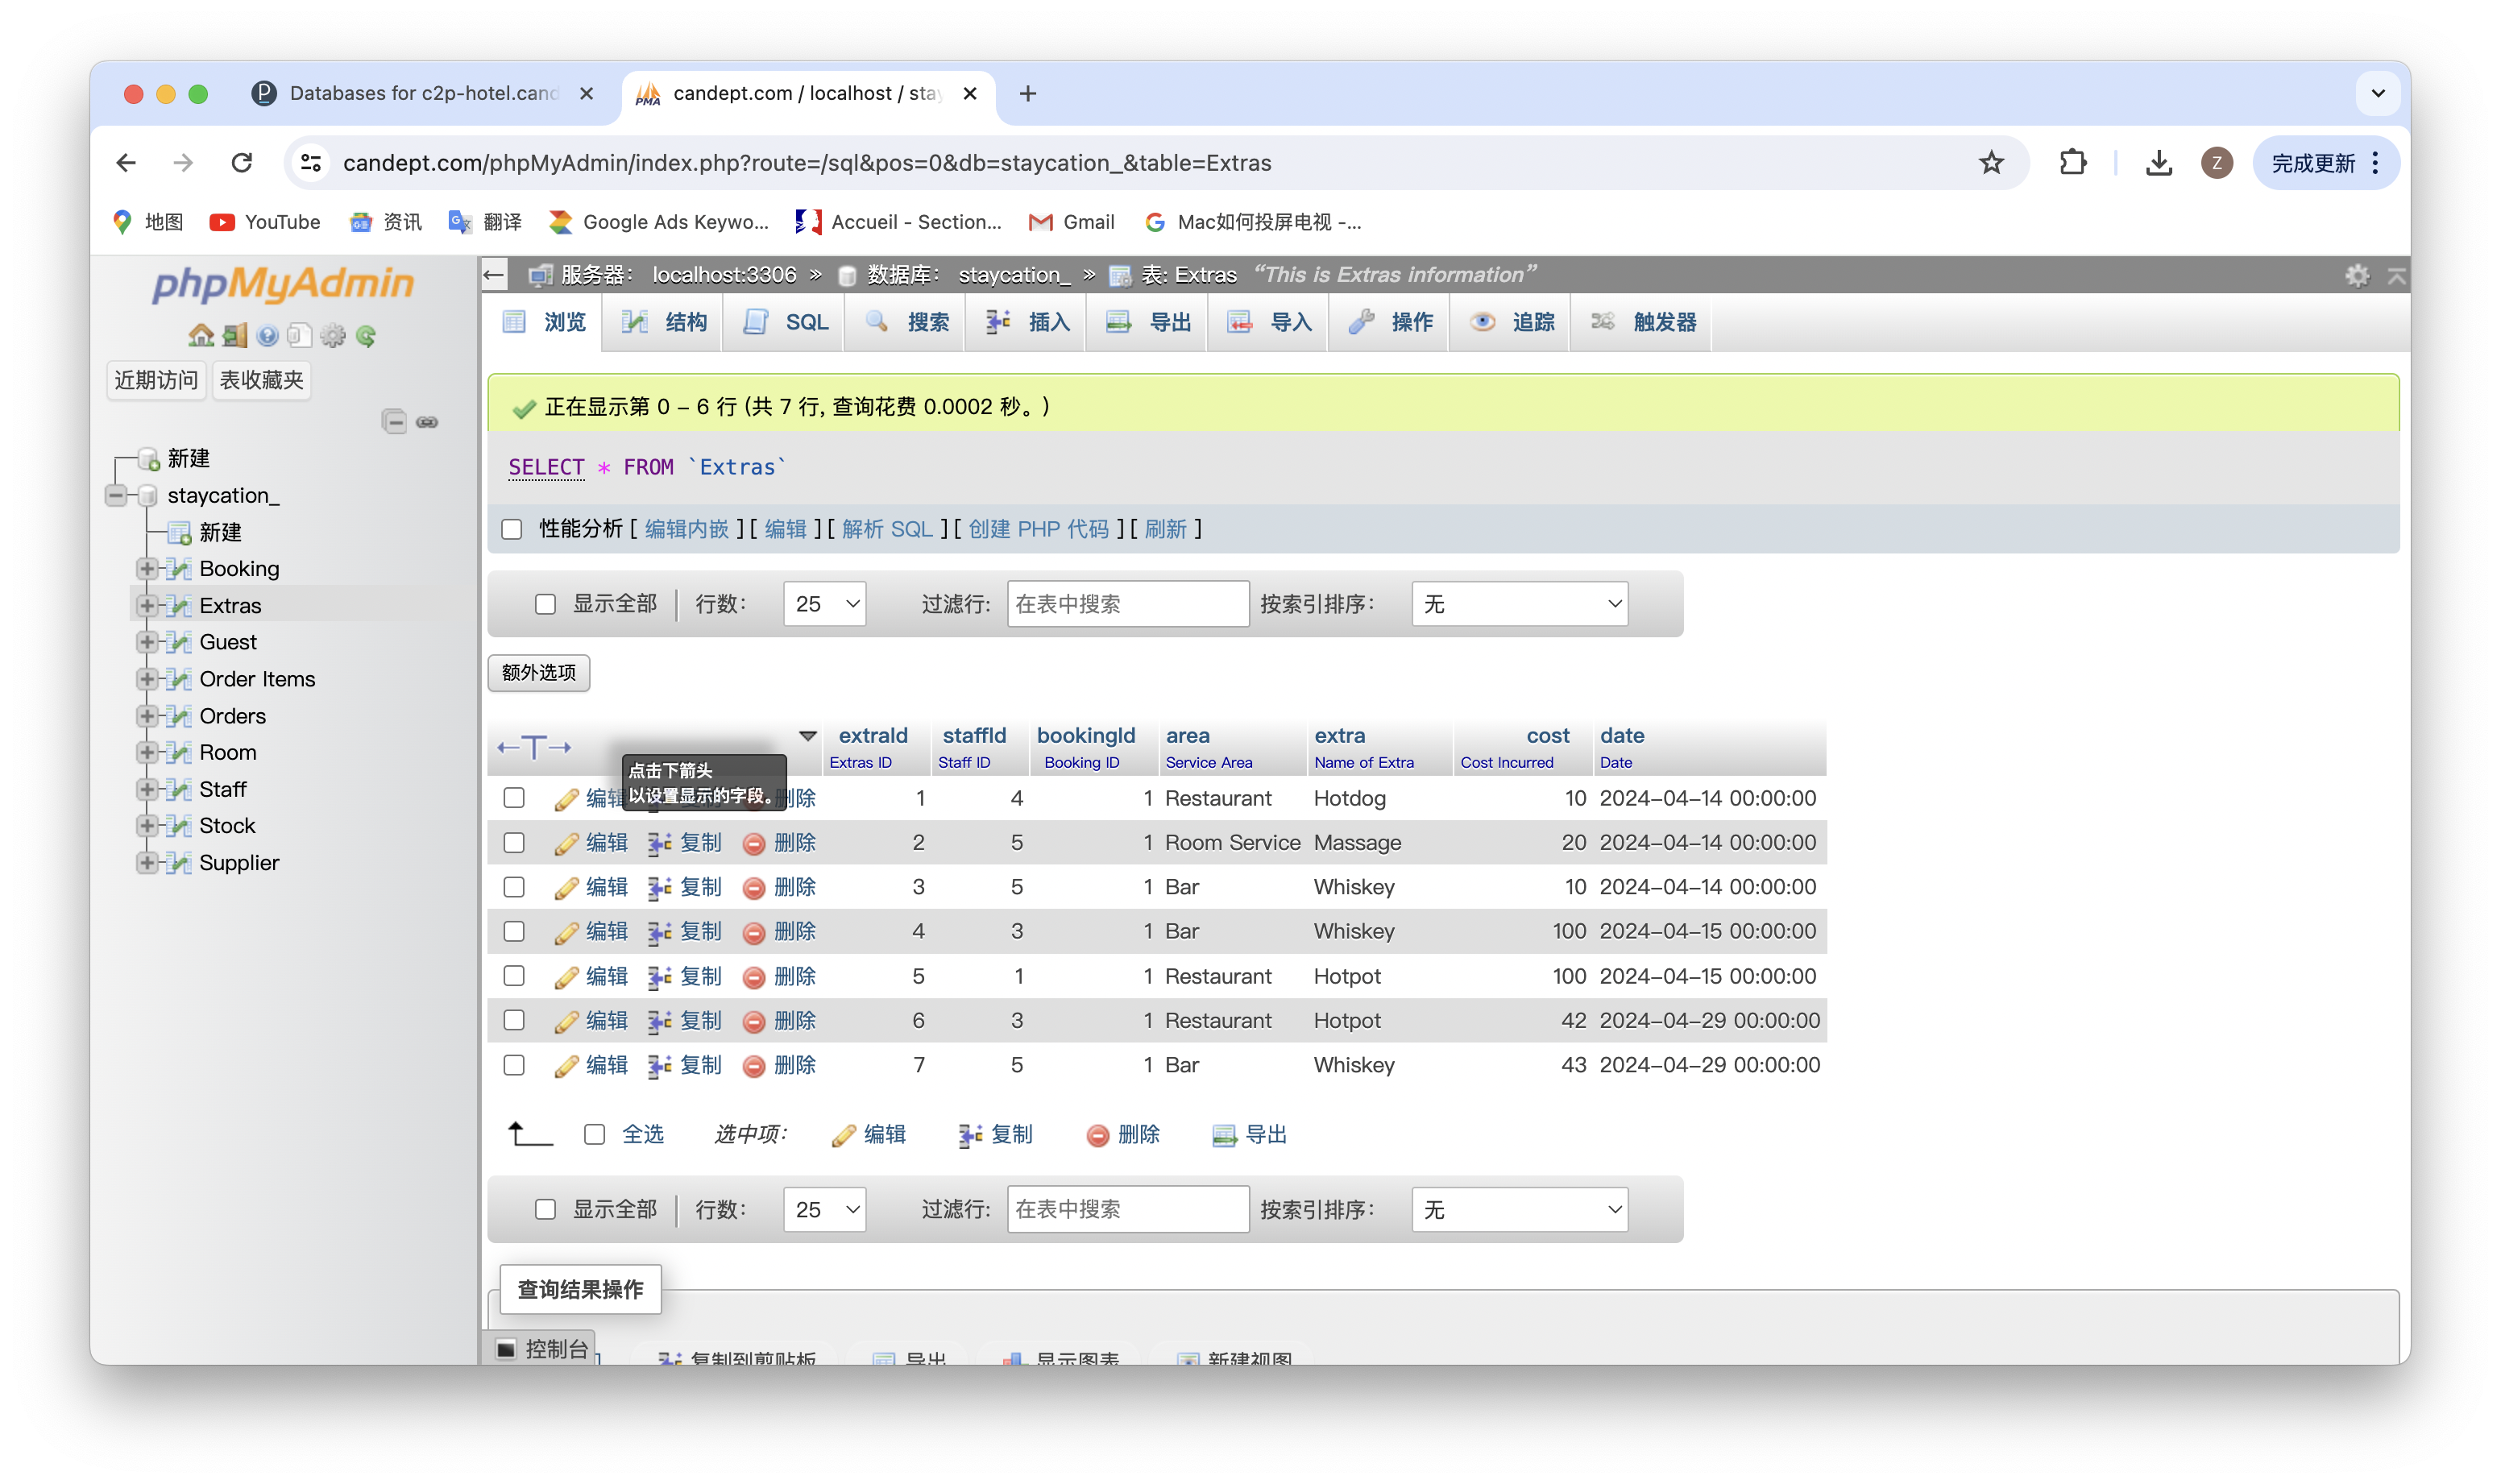 Databases for c2p-hotel.cand
candept.com / localhost / stay
candept.com/phpMyAdmin/index.php?route=/sql&pos=0&db=staycation_&table=Extras
Z
完成更新
地图
YouTube
资讯
翻译
Google Ads Keywo...
Accueil - Section...
Gmail
Mac如何投屏电视 -...
phpMyAdmin
近期访问
表收藏夹
新建
staycation_
新建
Booking
Extras
Guest
Order Items
Orders
Room
Staff
Stock
Supplier
服务器: localhost:3306 » 数据库: staycation_ » 表: Extras “This is Extras information”
浏览 结构 SQL 搜索 插入 导出 导入 操作 追踪 触发器
正在显示第 0 - 6 行 (共 7 行, 查询花费 0.0002 秒。)
SELECT * FROM `Extras`
性能分析 [ 编辑内嵌 ] [ 编辑 ] [ 解析 SQL ] [ 创建 PHP 代码 ] [ 刷新 ]
显示全部 行数: 25 过滤行: 在表中搜索 按索引排序: 无
额外选项
extraId staffId bookingId area extra cost date
Extras ID Staff ID Booking ID Service Area Name of Extra Cost Incurred Date
点击下箭头
以设置显示的字段。
编辑 删除 1 4 1 Restaurant Hotdog 10 2024-04-14 00:00:00
编辑 复制 删除 2 5 1 Room Service Massage 20 2024-04-14 00:00:00
编辑 复制 删除 3 5 1 Bar Whiskey 10 2024-04-14 00:00:00
编辑 复制 删除 4 3 1 Bar Whiskey 100 2024-04-15 00:00:00
编辑 复制 删除 5 1 1 Restaurant Hotpot 100 2024-04-15 00:00:00
编辑 复制 删除 6 3 1 Restaurant Hotpot 42 2024-04-29 00:00:00
编辑 复制 删除 7 5 1 Bar Whiskey 43 2024-04-29 00:00:00
全选 选中项: 编辑 复制 删除 导出
显示全部 行数: 25 过滤行: 在表中搜索 按索引排序: 无
查询结果操作
控制台
复制到剪贴板 导出 显示图表 新建视图